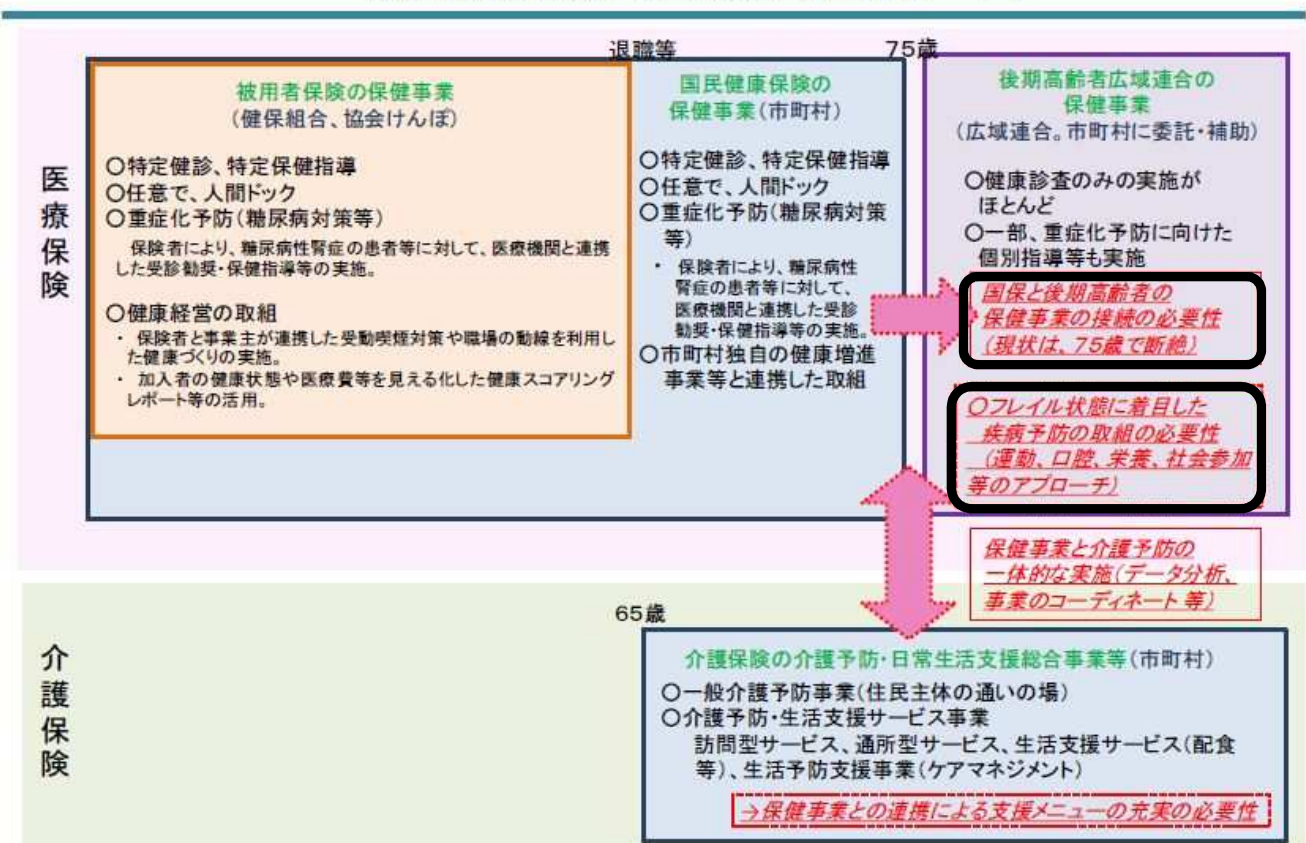 医療保険
退職等
75歳
被用者保険の保健事業
(健保組合、協会けんぽ)
〇特定健診、特定保健指導
〇任意で、人間ドック
〇重症化予防(糖尿病対策等)
保険者により、糖尿病性腎症の患者等に対して、医療機関と連携
した受診勧奨・保健指導等の実施。
〇健康経営の取組
・ 保険者と事業主が連携した受動喫煙対策や職場の動線を利用し
た健康づくりの実施。
・ 加入者の健康状態や医療費等を見える化した健康スコアリング
レポート等の活用。
国民健康保険の
保健事業(市町村)
〇特定健診、特定保健指導
〇任意で、人間ドック
〇重症化予防(糖尿病対策
等)
・ 保険者により、糖尿病性
腎症の患者等に対して、
医療機関と連携した受診
勧奨・保健指導等の実施。
〇市町村独自の健康増進
事業等と連携した取組
後期高齢者広域連合の
保健事業
(広域連合。市町村に委託・補助)
〇健康診査のみの実施が
ほとんど
〇一部、重症化予防に向けた
個別指導等も実施
国保と後期高齢者の
保健事業の接続の必要性
(現状は、75歳で断絶)
〇フレイル状態に着目した
疾病予防の取組の必要性
(運動、口腔、栄養、社会参加
等のアプローチ)
保健事業と介護予防の
一体的な実施(データ分析、
事業のコーディネート等)
介護保険
65歳
介護保険の介護予防・日常生活支援総合事業等(市町村)
〇一般介護予防事業(住民主体の通いの場)
〇介護予防・生活支援サービス事業
訪問型サービス、通所型サービス、生活支援サービス(配食
等)、生活予防支援事業(ケアマネジメント)
→保健事業との連携による支援メニューの充実の必要性